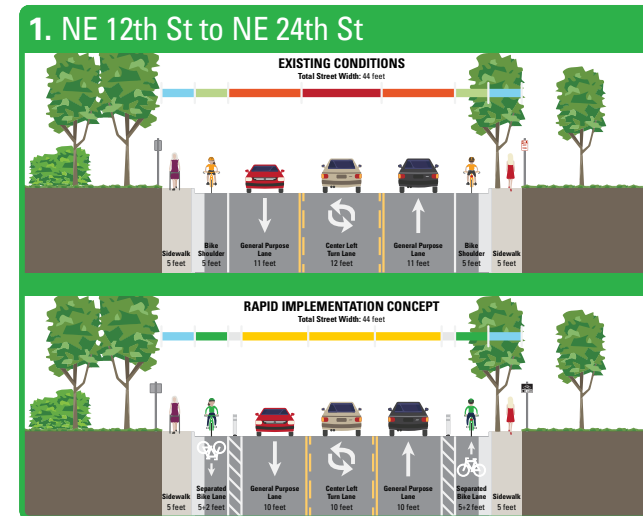 1. NE 12th St to NE 24th St
EXISTING CONDITIONS
Total Street Width: 44 feet
Sidewalk
5 feet
Bike
Shoulder
5 feet
General Purpose
Lane
11 feet
Center Left
Turn Lane
12 feet
General Purpose
Lane
11 feet
Bike
Shoulder
5 feet
Sidewalk
5 feet
RAPID IMPLEMENTATION CONCEPT
Total Street Width: 44 feet
Sidewalk
5 feet
Separated
Bike Lane
5+2 feet
General Purpose
Lane
10 feet
Center Left
Turn Lane
10 feet
General Purpose
Lane
10 feet
Separated
Bike Lane
5+2 feet
Sidewalk
5 feet